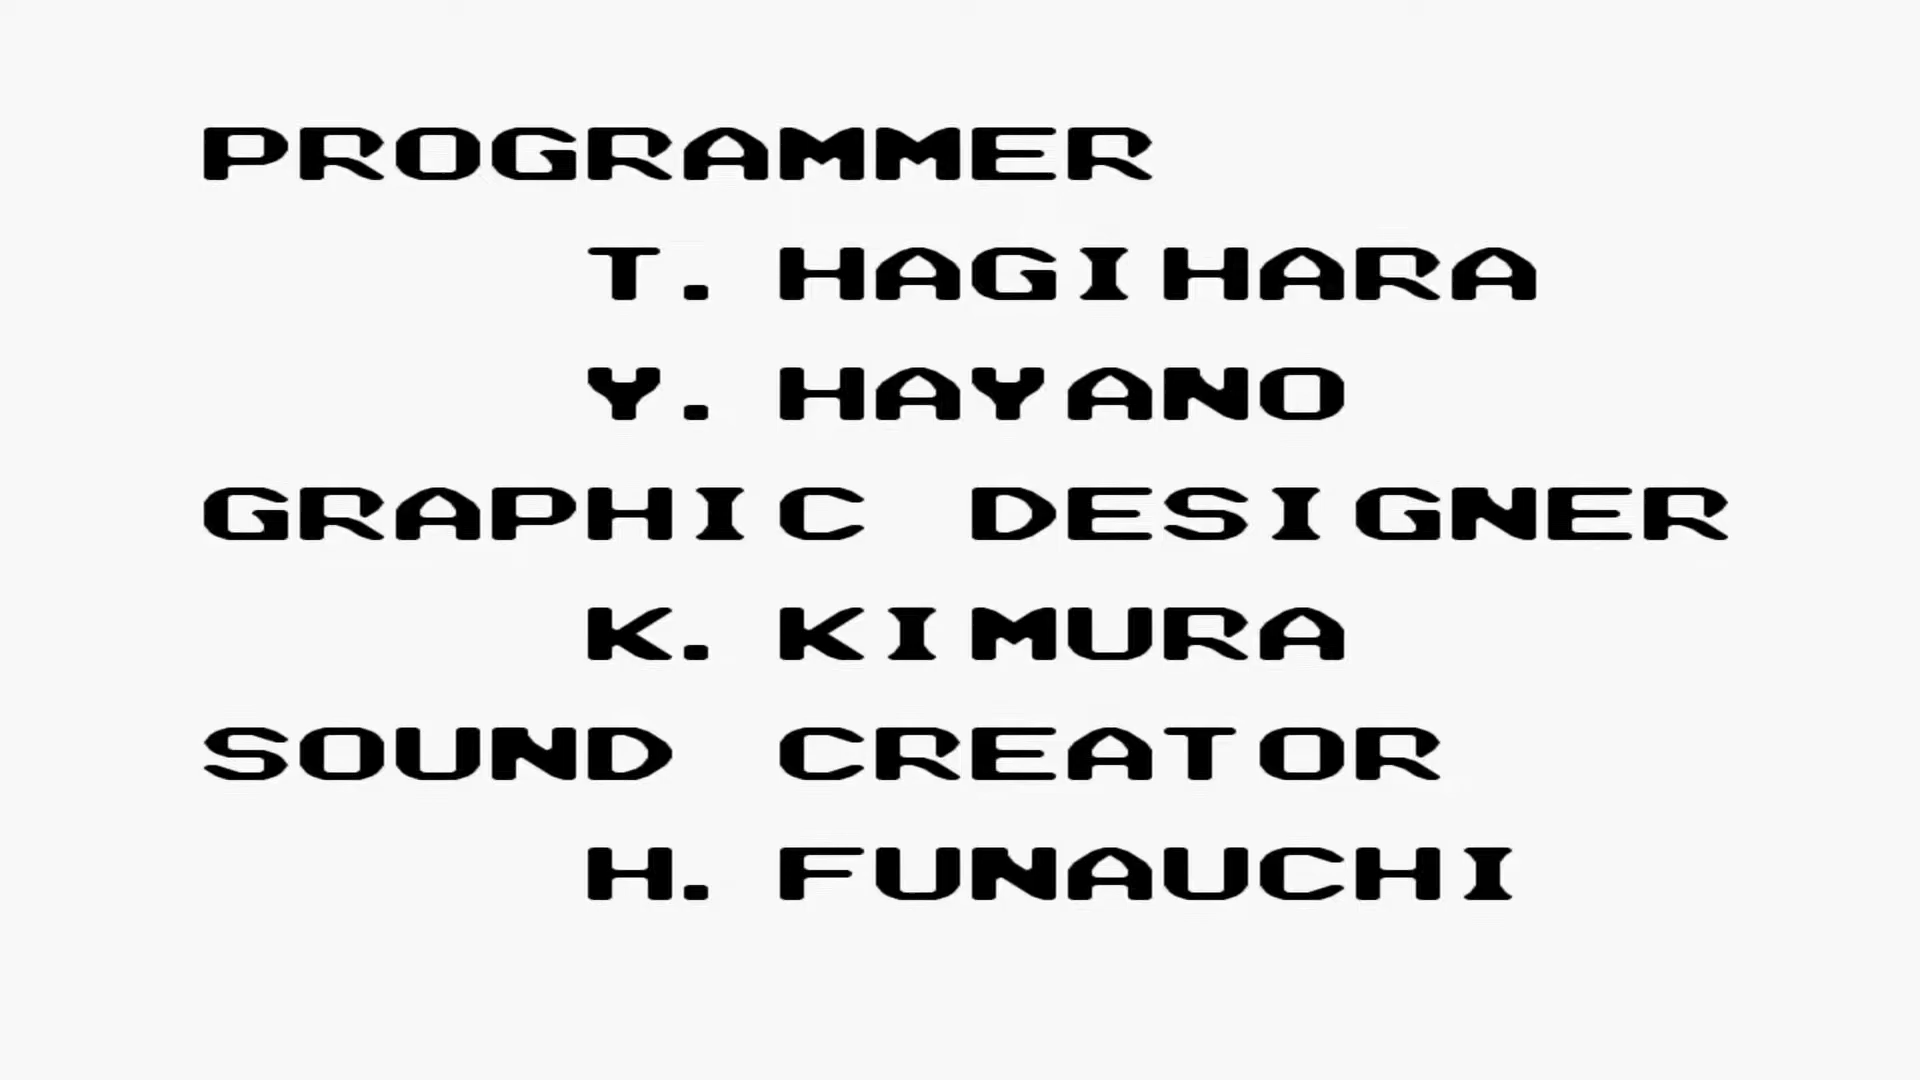 PROGRAMMER
T. HAGIHARA
Y. HAYANO
GRAPHIC DESIGNER
K. KIMURA
SOUND CREATOR
H. FUNAUCHI